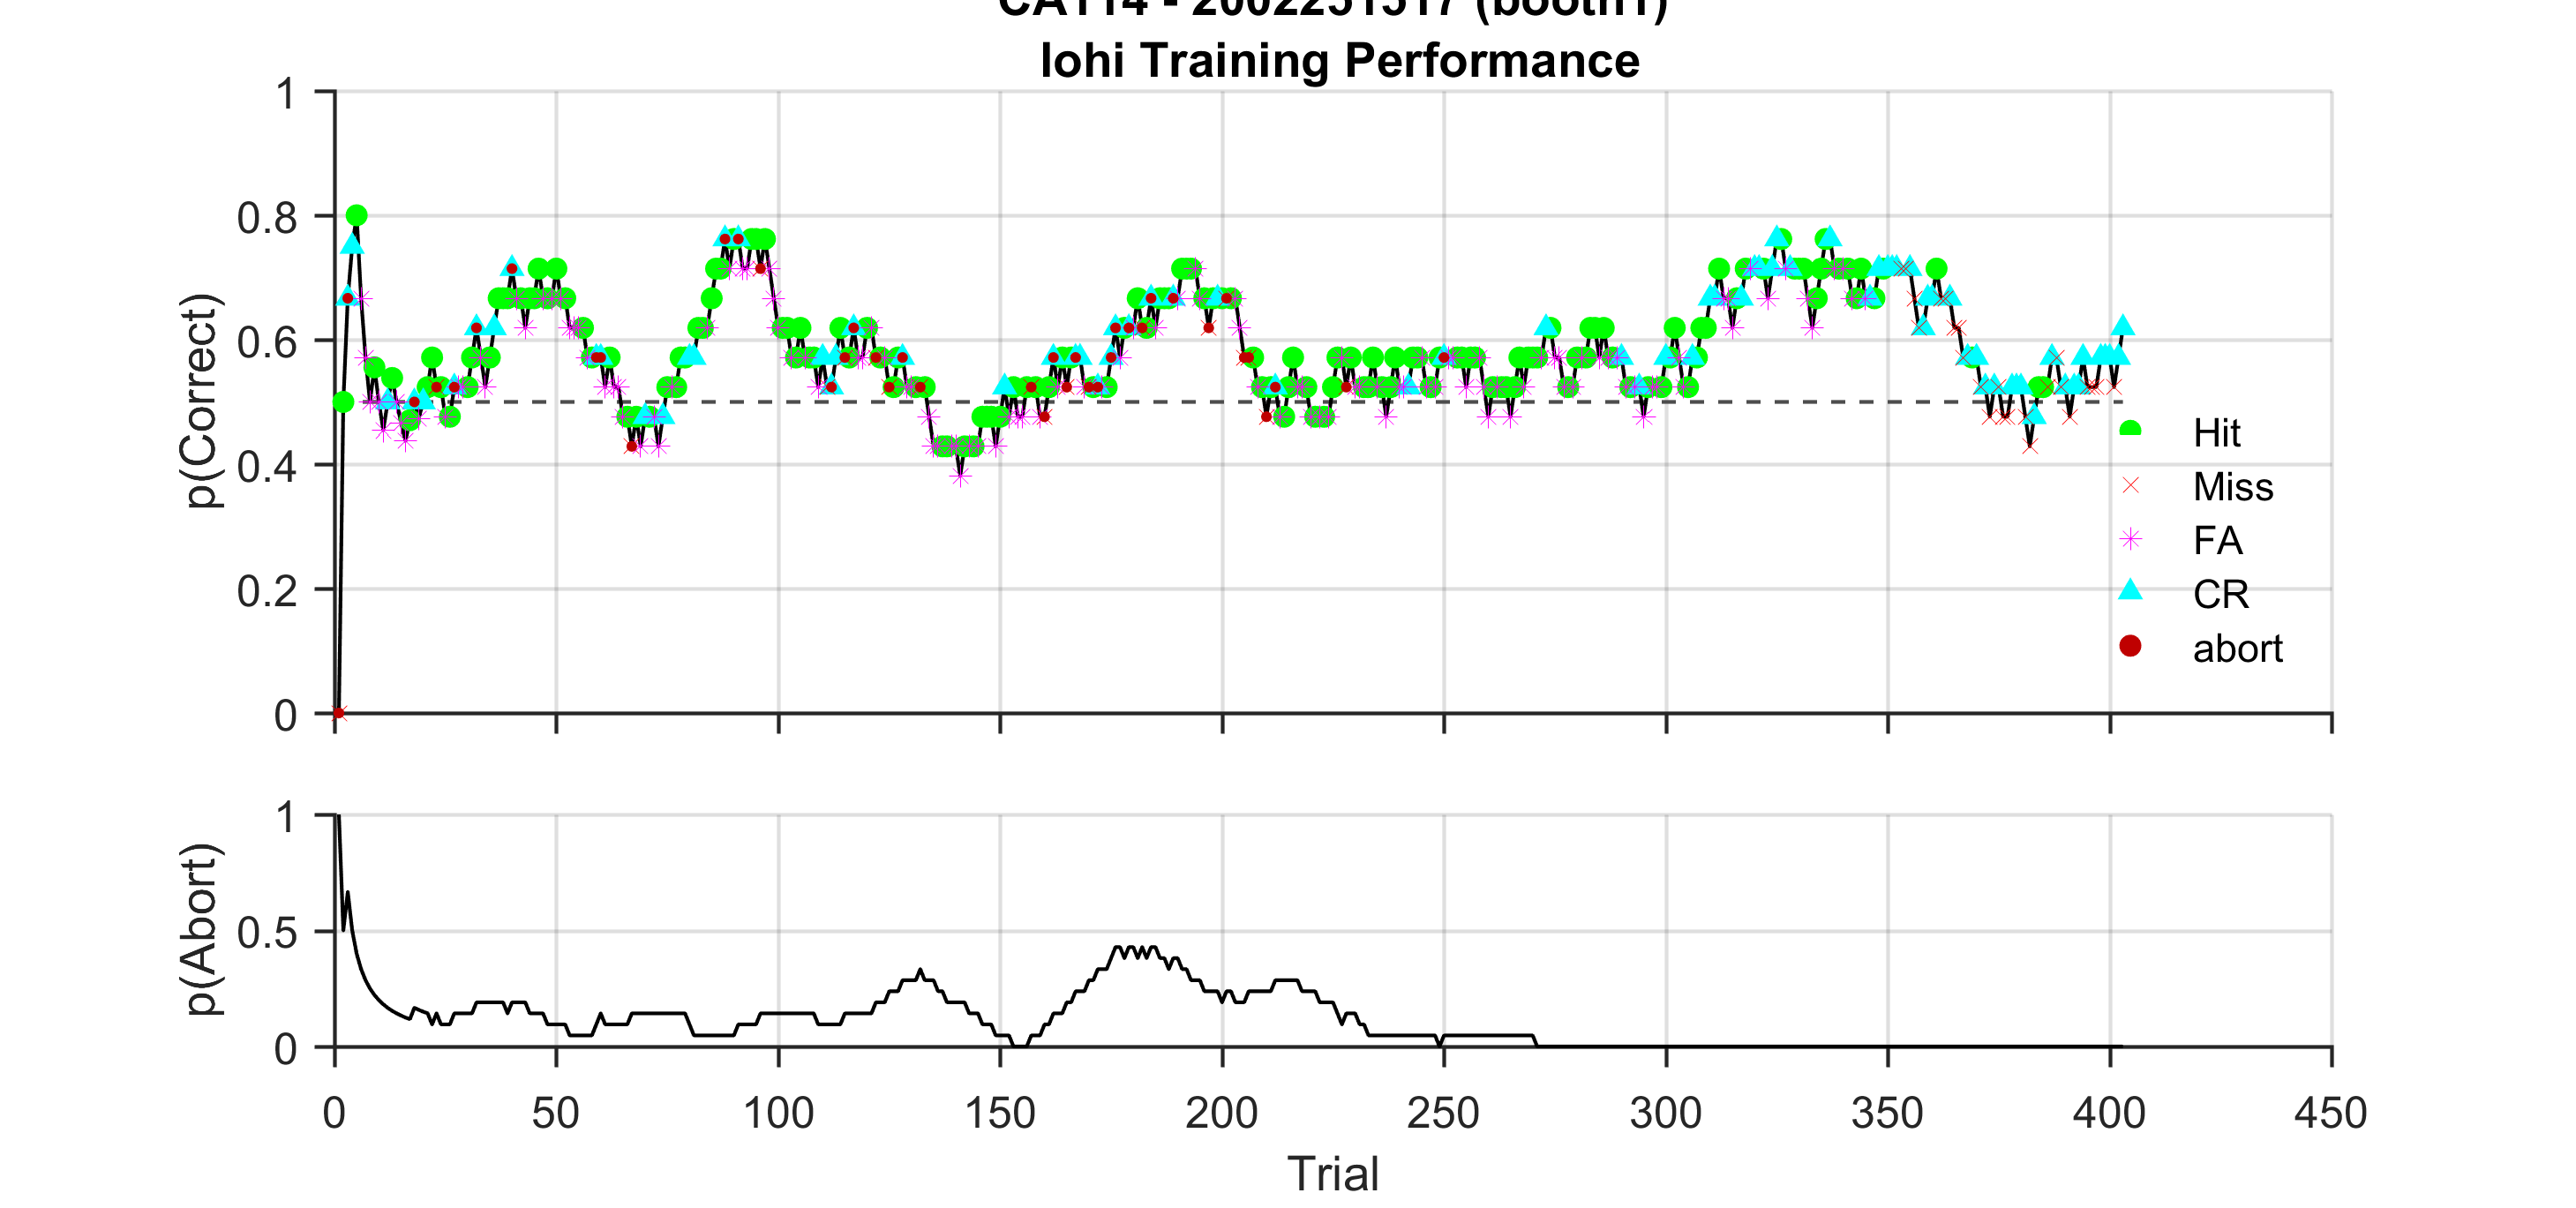 lohi Training Performance
p(Correct)
1
0.8
0.6
0.4
0.2
0
Hit
Miss
FA
CR
abort
p(Abort)
1
0.5
0
0 50 100 150 200 250 300 350 400 450
Trial